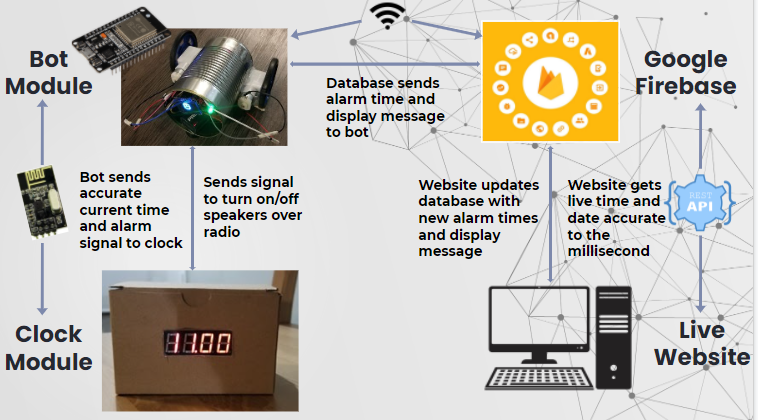 Bot
Module
Google
Firebase
Database sends
alarm time and
display message
to bot
Bot sends
accurate
current time
and alarm
signal to clock
Sends signal
to turn on/off
speakers over
radio
Website updates
database with
new alarm times
and display
message
Website gets
live time and
date accurate
to the
millisecond
REST
API
Clock
Module
11.00
Live
Website